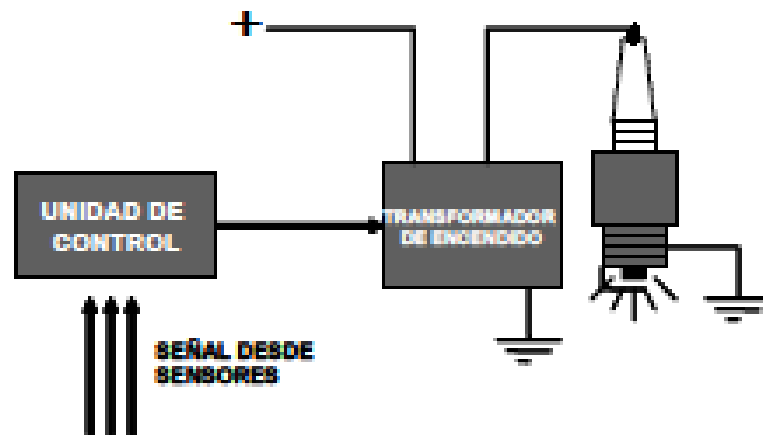 +
UNIDAD DE
CONTROL
TRANSFORMADOR
DE ENCENDIDO
SEÑAL DESDE
SENSORES